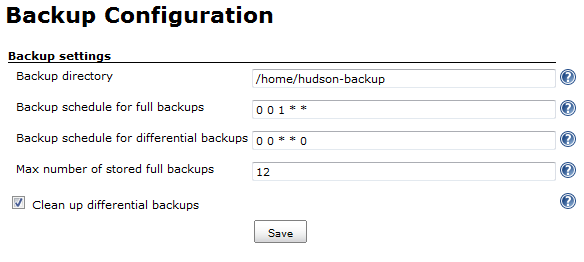 Backup Configuration
Backup settings
Backup directory /home/hudson-backup
Backup schedule for full backups 0 0 1 * *
Backup schedule for differential backups 0 0 * * 0
Max number of stored full backups 12
Clean up differential backups
Save